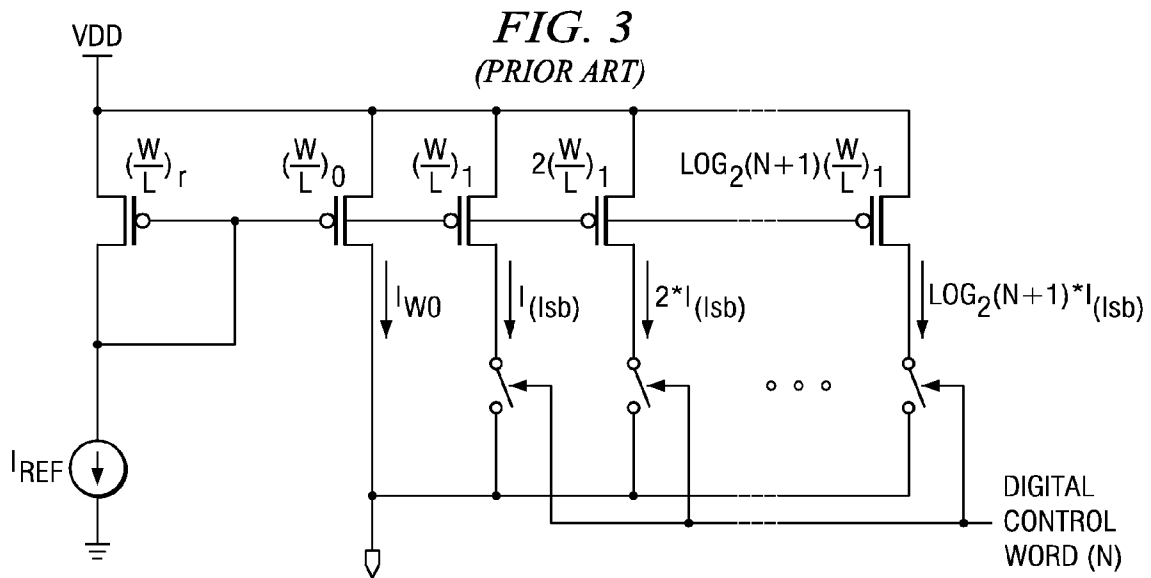 FIG. 3
(PRIOR ART)
VDD
(W/L)r
(W/L)0
(W/L)1
2(W/L)1
LOG2(N+1)(W/L)1
IW0
I(lsb)
2*I(lsb)
LOG2(N+1)*I(lsb)
IREF
DIGITAL
CONTROL
WORD (N)